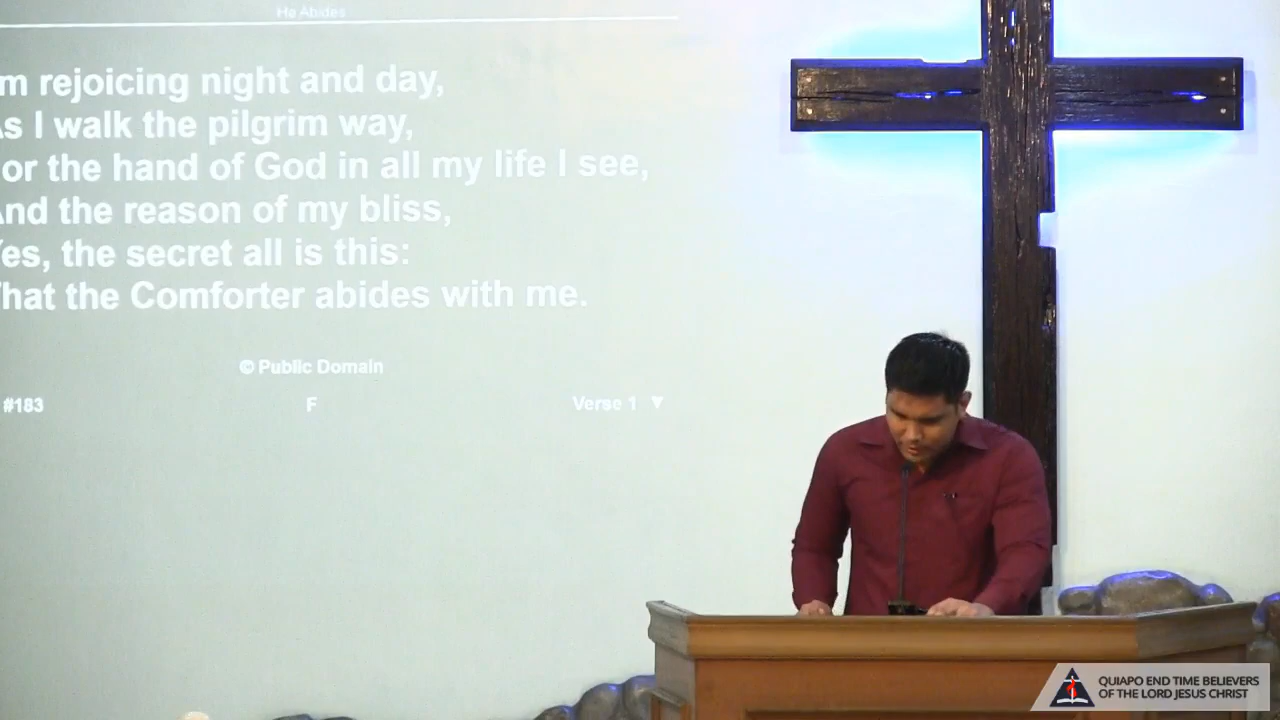 He Abides
m rejoicing night and day,
s I walk the pilgrim way,
or the hand of God in all my life I see,
nd the reason of my bliss,
es, the secret all is this:
hat the Comforter abides with me.
© Public Domain
#183 F Verse 1 ▼
QUIAPO END TIME BELIEVERS
OF THE LORD JESUS CHRIST